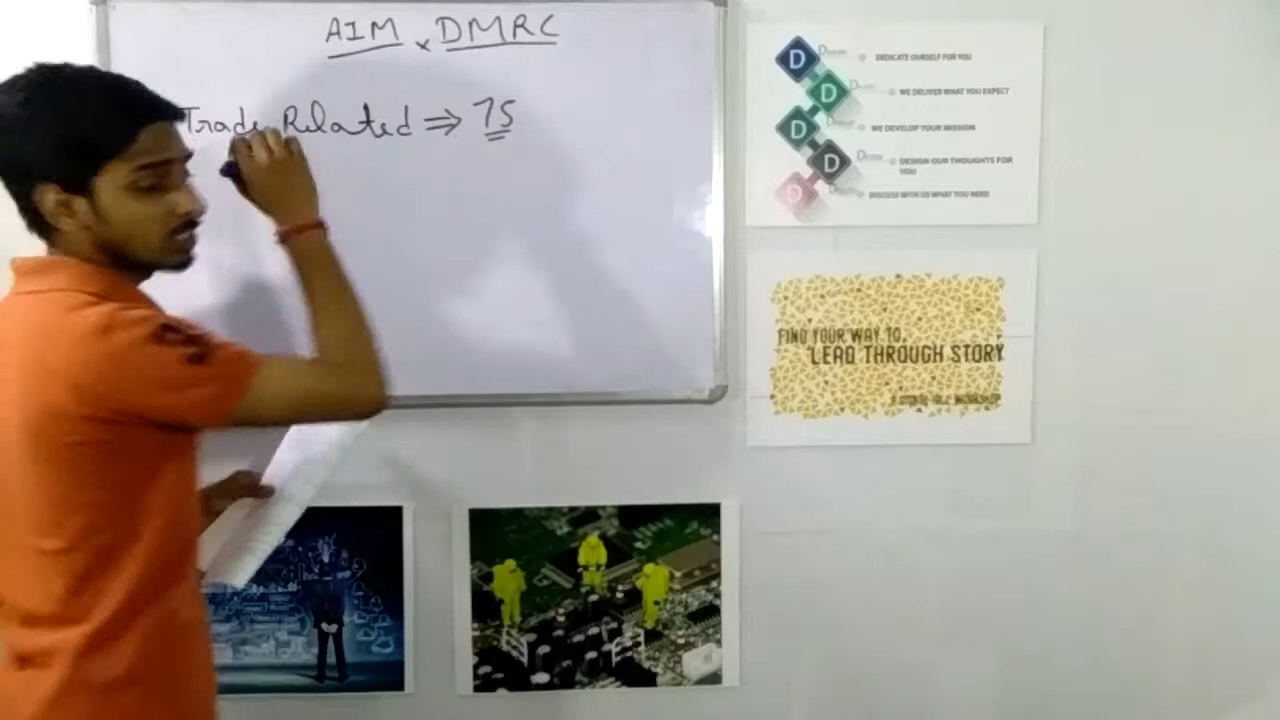 AIM x DMRC
Trade Related ⇒ 75
D DEDICATE OURSELF FOR YOU
D WE DELIVER WHAT YOU EXPECT
D WE DEVELOP YOUR MISSION
D DESIGN OUR THOUGHTS FOR YOU
D DISCUSS WITH US WHAT YOU NEED
FIND YOUR WAY TO
LEAD THROUGH STORY